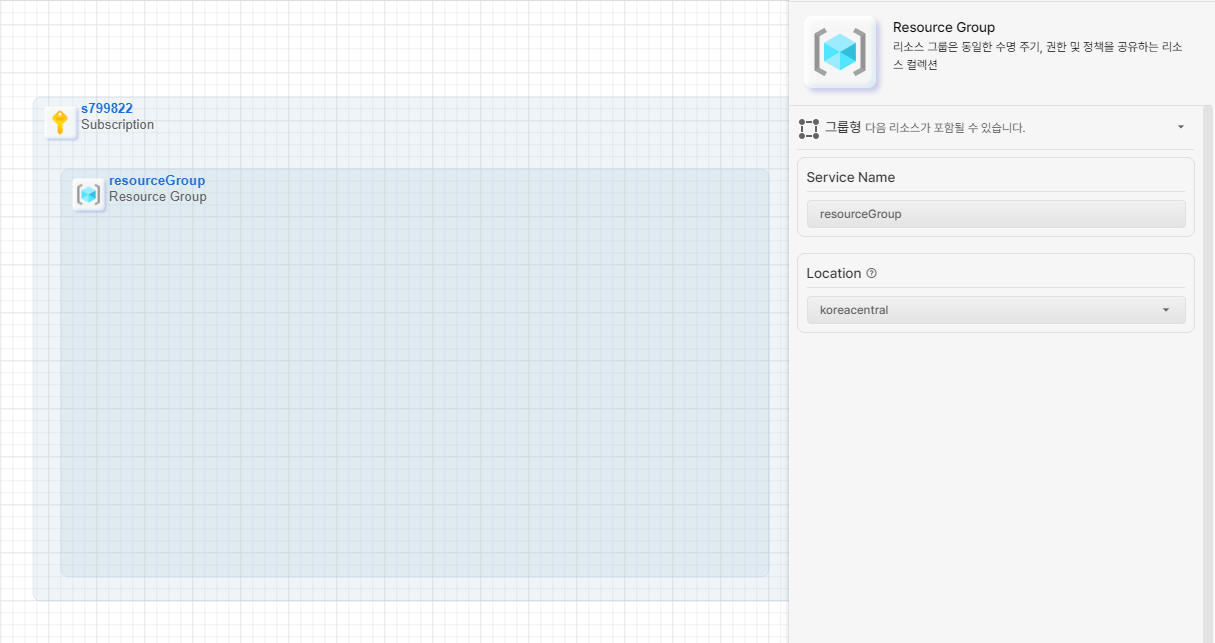 s799822
Subscription
resourceGroup
Resource Group
Resource Group
리소스 그룹은 동일한 수명 주기, 권한 및 정책을 공유하는 리소
스 컬렉션
그룹형 다음 리소스가 포함될 수 있습니다.
Service Name
resourceGroup
Location ?
koreacentral